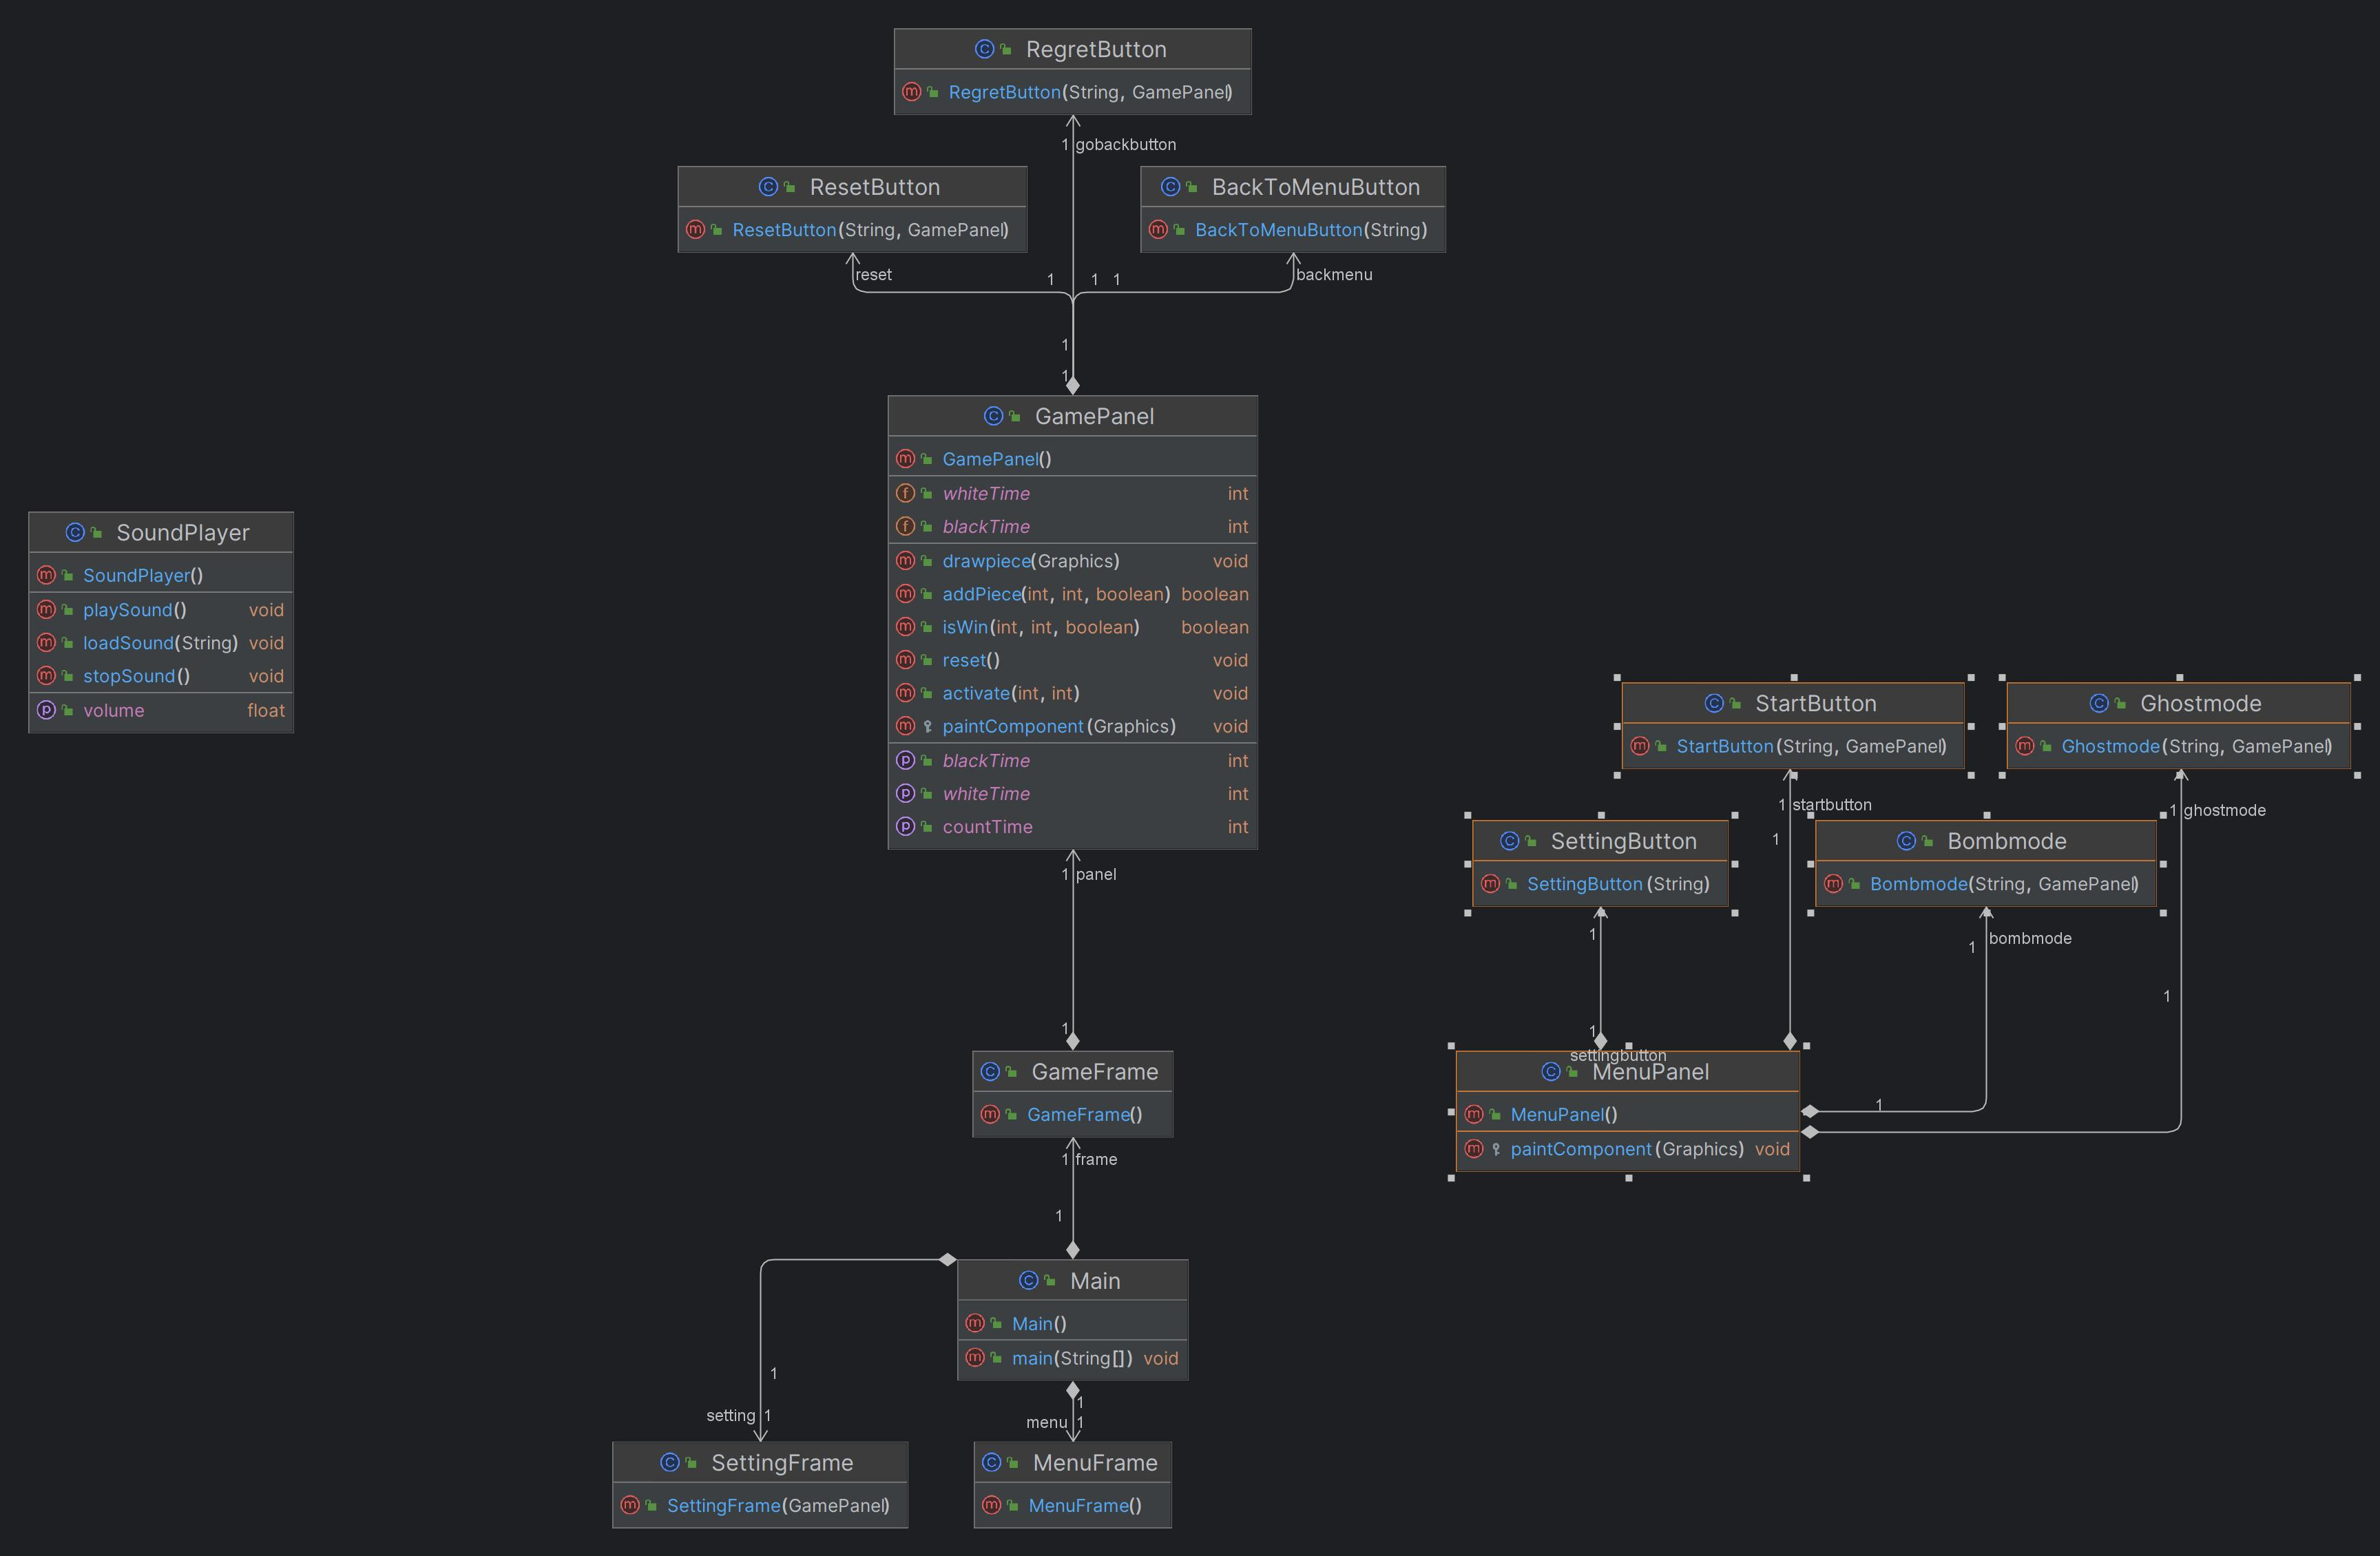 RegretButton
RegretButton(String, GamePanel)
1 gobackbutton
ResetButton
ResetButton(String, GamePanel)
BackToMenuButton
BackToMenuButton(String)
reset
1
1
1
backmenu
1
1
GamePanel
GamePanel()
whiteTime int
blackTime int
drawpiece(Graphics) void
addPiece(int, int, boolean) boolean
isWin(int, int, boolean) boolean
reset() void
activate(int, int) void
paintComponent(Graphics) void
blackTime int
whiteTime int
countTime int
1 panel
1
SoundPlayer
SoundPlayer()
playSound() void
loadSound(String) void
stopSound() void
volume float
StartButton
StartButton(String, GamePanel)
Ghostmode
Ghostmode(String, GamePanel)
1 startbutton
1 ghostmode
1
SettingButton
SettingButton(String)
Bombmode
Bombmode(String, GamePanel)
1
1 bombmode
1
1
settingbutton
MenuPanel
MenuPanel()
paintComponent(Graphics) void
1
GameFrame
GameFrame()
1 frame
1
Main
Main()
main(String[]) void
1
setting 1
1
menu 1
SettingFrame
SettingFrame(GamePanel)
MenuFrame
MenuFrame()